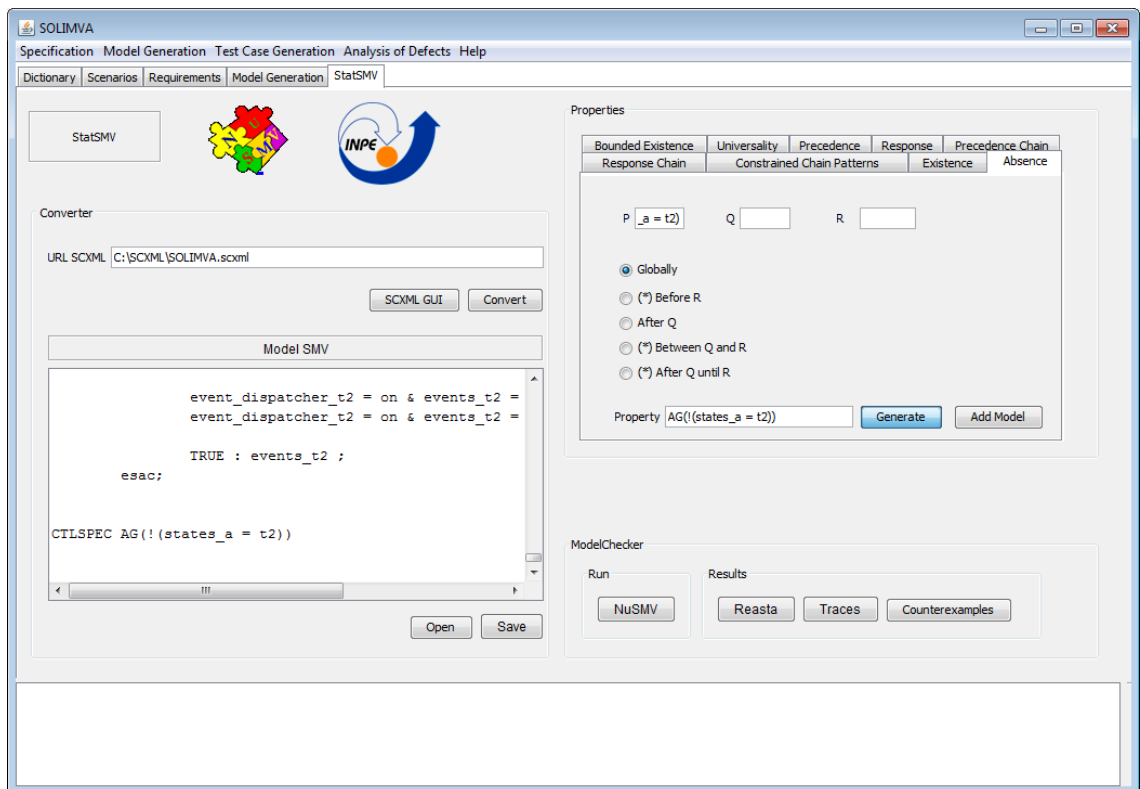 SOLIMVA
Specification Model Generation Test Case Generation Analysis of Defects Help
Dictionary Scenarios Requirements Model Generation StatSMV
StatSMV
N U S M V
INPE
Converter
URL SCXML C:\SCXML\SOLIMVA.scxml
SCXML GUI Convert
Model SMV
event_dispatcher_t2 = on & events_t2 =
event_dispatcher_t2 = on & events_t2 =
TRUE : events_t2 ;
esac;
CTLSPEC AG(!(states_a = t2))
Open Save
Properties
Bounded Existence Universality Precedence Response Precedence Chain
Response Chain Constrained Chain Patterns Existence Absence
P _a = t2) Q R
Globally
(*) Before R
After Q
(*) Between Q and R
(*) After Q until R
Property AG(!(states_a = t2)) Generate Add Model
ModelChecker
Run Results
NuSMV Reasta Traces Counterexamples